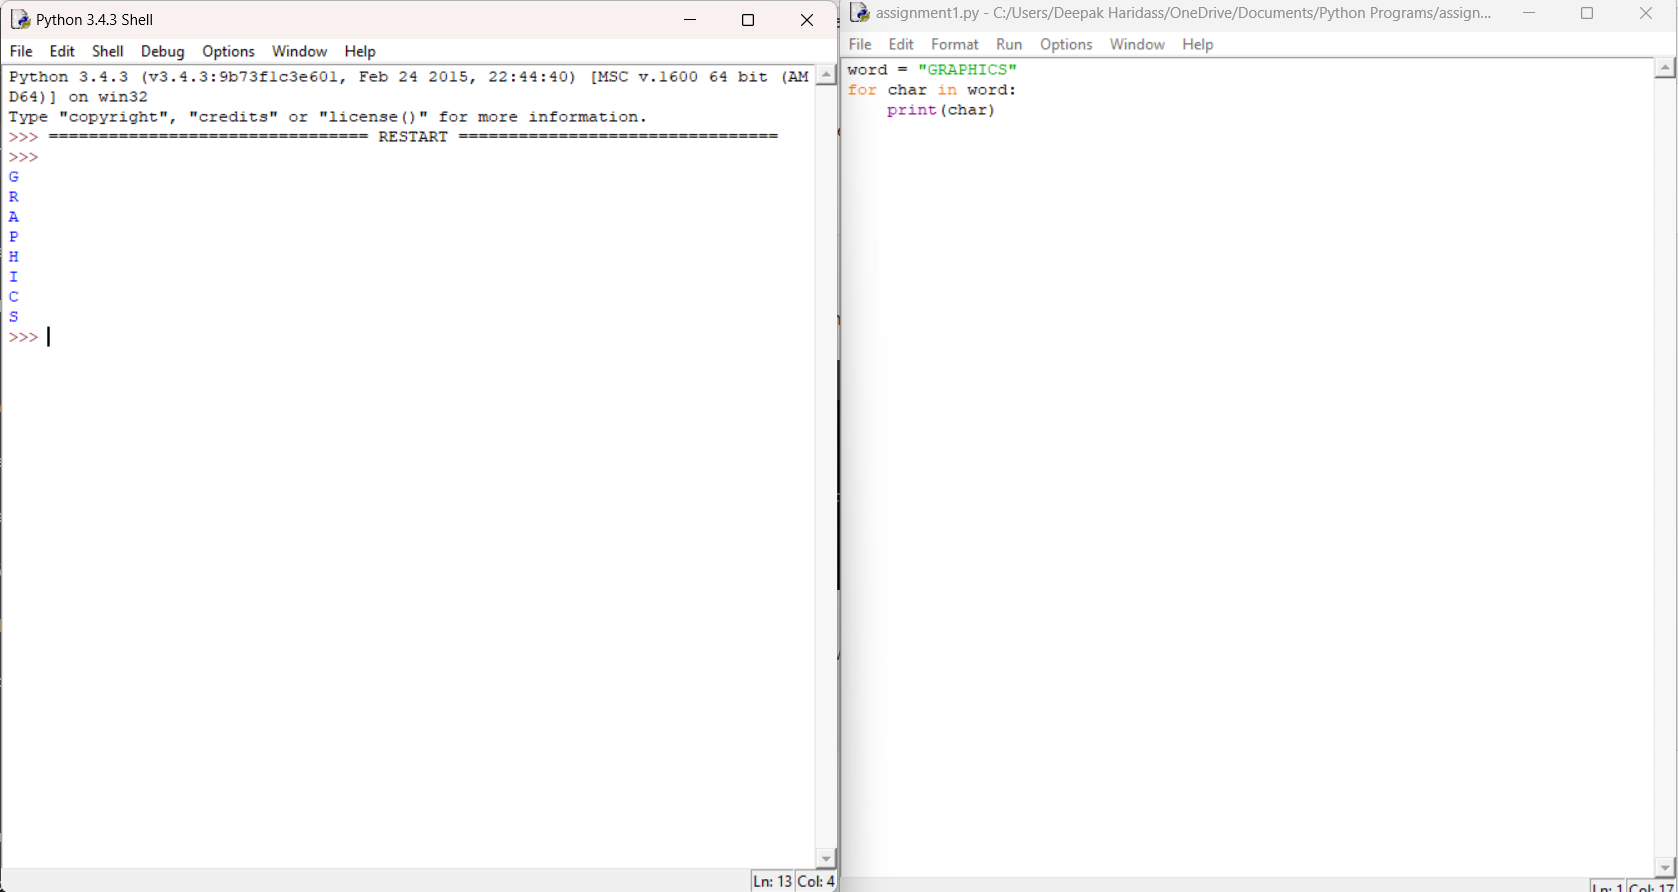 Python 3.4.3 Shell
File Edit Shell Debug Options Window Help
Python 3.4.3 (v3.4.3:9b73f1c3e601, Feb 24 2015, 22:44:40) [MSC v.1600 64 bit (AM
D64)] on win32
Type "copyright", "credits" or "license()" for more information.
>>> ================================ RESTART ================================
>>>
G
R
A
P
H
I
C
S
>>>
Ln: 13 Col: 4
assignment1.py - C:/Users/Deepak Haridass/OneDrive/Documents/Python Programs/assign...
File Edit Format Run Options Window Help
word = "GRAPHICS"
for char in word:
    print(char)
Ln: 1 Col: 17